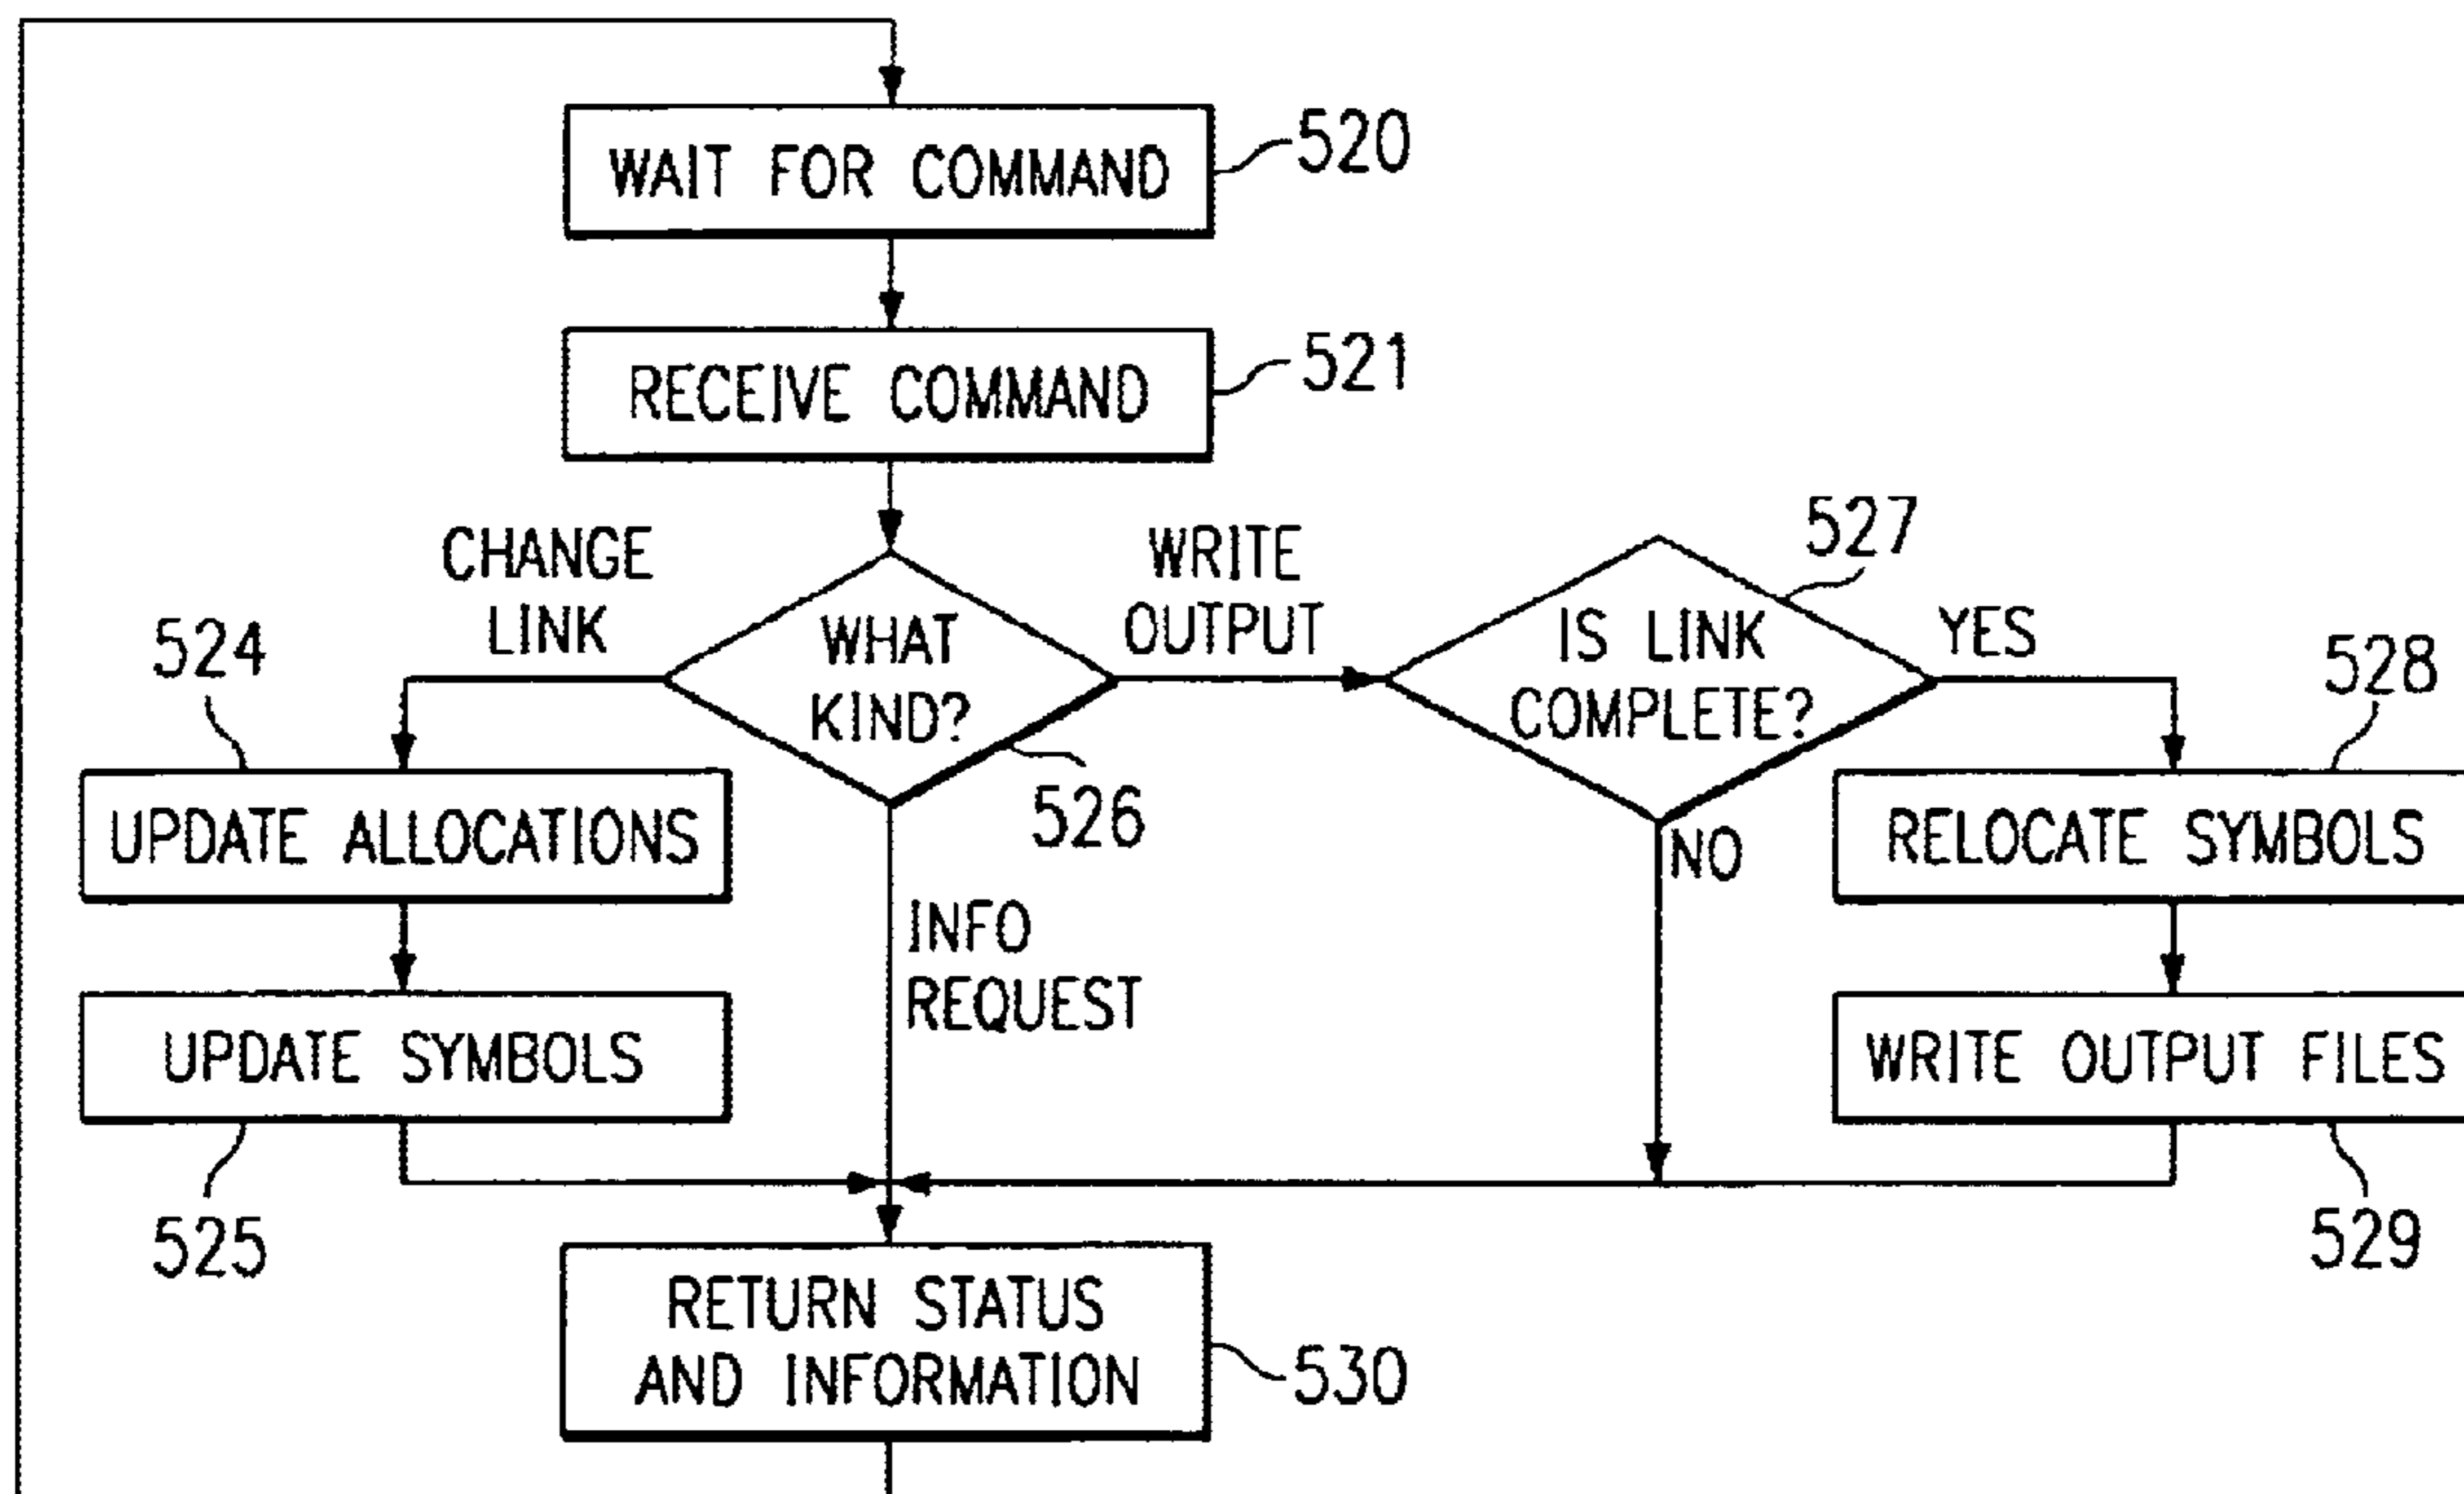 WAIT FOR COMMAND
520
RECEIVE COMMAND
521
CHANGE
LINK
WHAT
KIND?
526
WRITE
OUTPUT
IS LINK
COMPLETE?
527
YES
NO
524
UPDATE ALLOCATIONS
528
RELOCATE SYMBOLS
INFO
REQUEST
UPDATE SYMBOLS
525
WRITE OUTPUT FILES
529
RETURN STATUS
AND INFORMATION
530